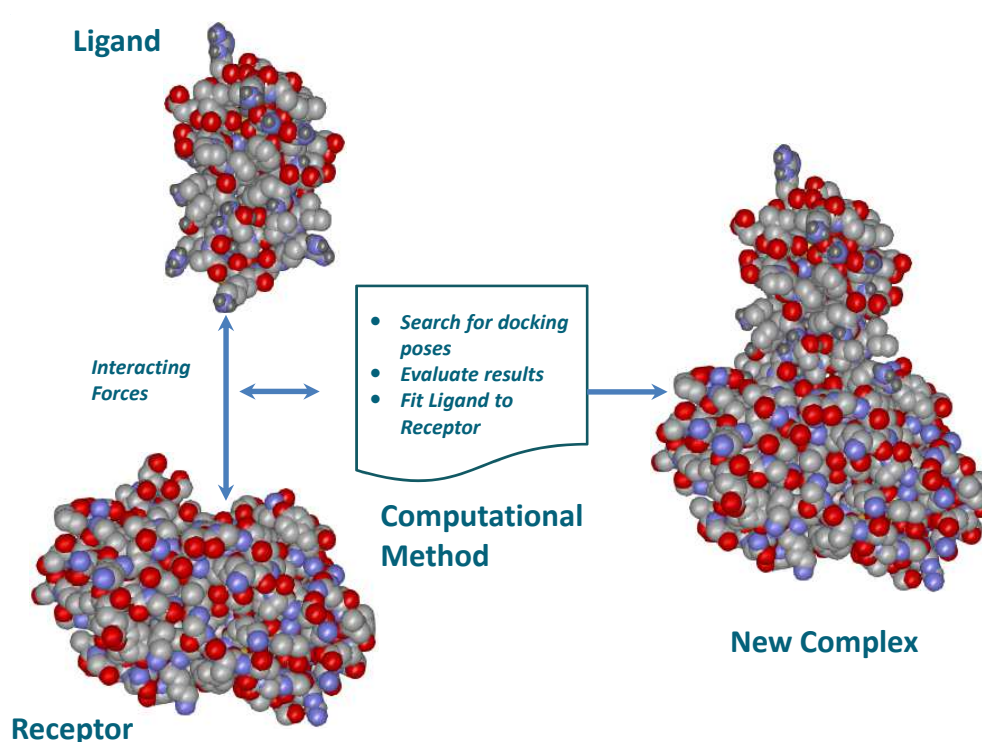 Ligand
Interacting
Forces
• Search for docking
poses
• Evaluate results
• Fit Ligand to
Receptor
Computational
Method
New Complex
Receptor